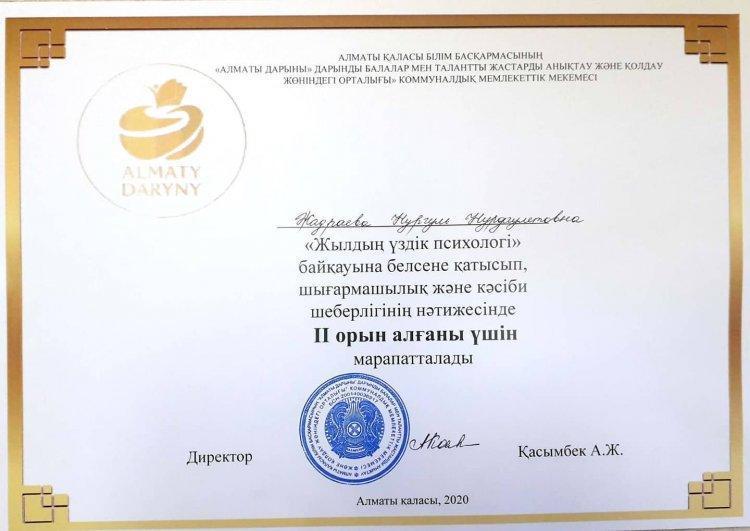 АЛМАТЫ ҚАЛАСЫ БІЛІМ БАСҚАРМАСЫНЫҢ
«АЛМАТЫ ДАРЫНЫ» ДАРЫНДЫ БАЛАЛАР МЕН ТАЛАНТТЫ ЖАСТАРДЫ АНЫҚТАУ ЖӘНЕ ҚОЛДАУ
ЖӨНІНДЕГІ ОРТАЛЫҒЫ» КОММУНАЛДЫҚ МЕМЛЕКЕТТІК МЕКЕМЕСІ
ALMATY
DARYNY
Жадраева Нургуль
«Жылдың үздік психологі»
байқауына белсене қатысып,
шығармашылық және кәсіби
шеберлігінің нәтижесінде
II орын алғаны үшін
марапатталады
Директор
Қасымбек А.Ж.
Алматы қаласы, 2020